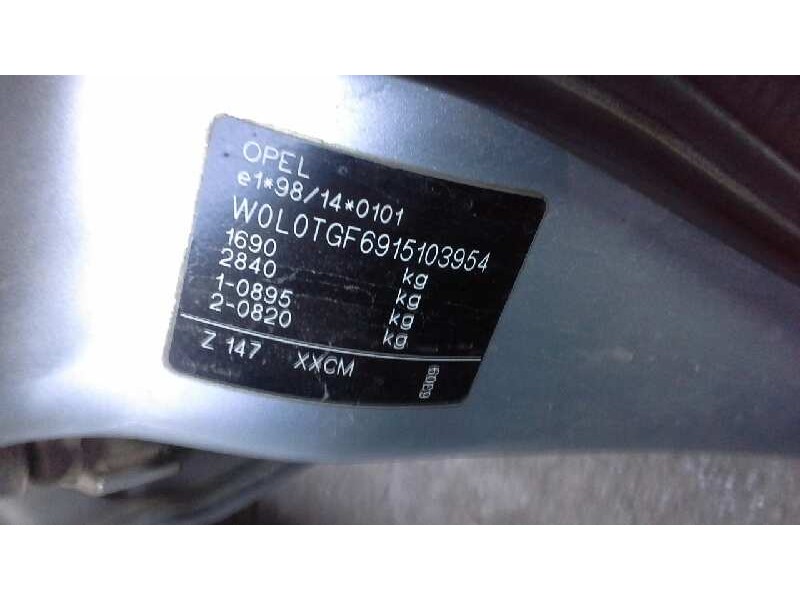 OPEL
e1*98/14*0101
W0L0TGF6915103954
1690 kg
2840 kg
1-0895 kg
2-0820 kg
Z 147 XXCM